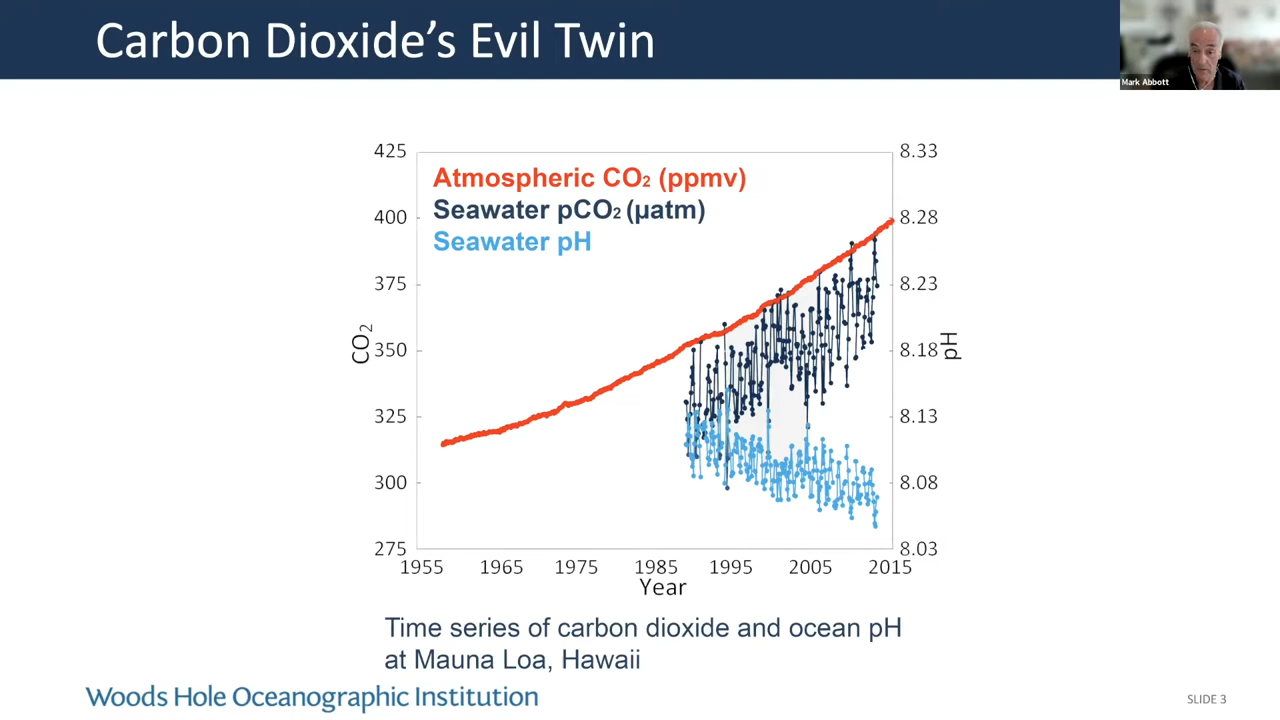 Carbon Dioxide's Evil Twin
Mark Abbott
Atmospheric CO₂ (ppmv)
Seawater pCO₂ (µatm)
Seawater pH
425
400
375
350
325
300
275
CO₂
8.33
8.28
8.23
8.18
8.13
8.08
8.03
pH
1955 1965 1975 1985 1995 2005 2015
Year
Time series of carbon dioxide and ocean pH
at Mauna Loa, Hawaii
Woods Hole Oceanographic Institution
SLIDE 3